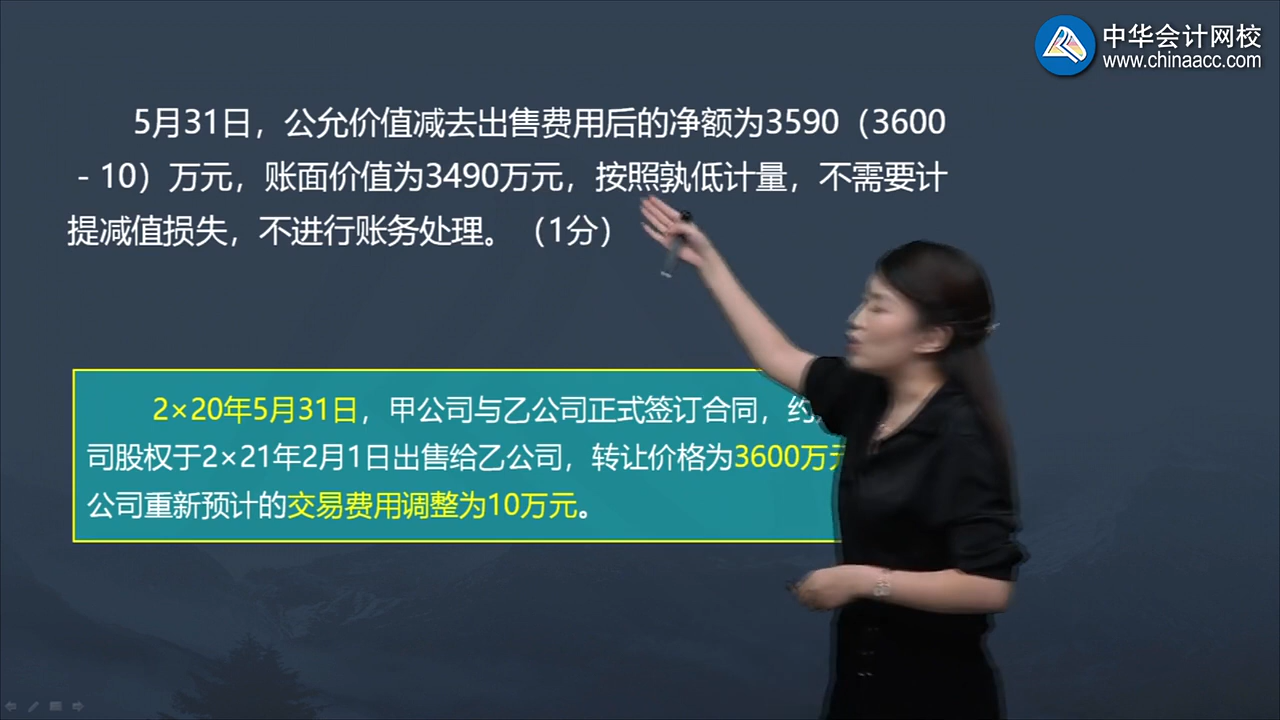 中华会计网校
www.chinaacc.com
5月31日，公允价值减去出售费用后的净额为3590（3600
-10）万元，账面价值为3490万元，按照孰低计量，不需要计
提减值损失，不进行账务处理。（1分）
2×20年5月31日，甲公司与乙公司正式签订合同，约
司股权于2×21年2月1日出售给乙公司，转让价格为3600万元
公司重新预计的交易费用调整为10万元。